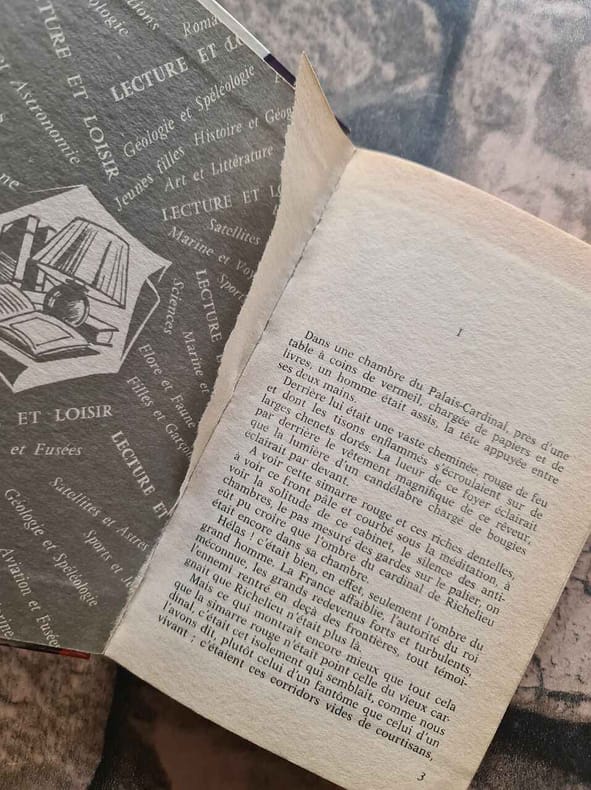 Romans
LECTURE ET LOISIR
Géologie et Spéléologie
Jeunes filles Histoire et Géog
Art et Littérature
LECTURE ET LOISIR
Astronomie
LECTURE ET LO
Satellites
Marine et Voy
Sports
LECTURE
Sciences
Marine et
Flore et Faune
Filles et Garçons
ET LOISIR
et Fusées
LECTURE ET
Satellites et Astres
Sports et
Géologie et Spéléologie
Aviation et Fusées
I
Dans une chambre du Palais-Cardinal, près d'une
table à coins de vermeil, chargée de papiers et de
livres, un homme était assis, la tête appuyée entre
ses deux mains.
Derrière lui était une vaste cheminée, rouge de feu
et dont les tisons enflammés s'écroulaient sur de
larges chenets dorés. La lueur de ce foyer éclairait
par derrière le vêtement magnifique de ce rêveur,
que la lumière d'un candélabre chargé de bougies
éclairait par devant.
A voir cette simarre rouge et ces riches dentelles,
à voir ce front pâle et courbé sous la méditation, à
voir la solitude de ce cabinet, le silence des anti-
chambres, le pas mesuré des gardes sur le palier, on
eût pu croire que l'ombre du cardinal de Richelieu
était encore dans sa chambre.
Hélas ! c'était bien, en effet, seulement l'ombre du
grand homme. La France affaiblie, l'autorité du roi
méconnue, les grands redevenus forts et turbulents,
l'ennemi rentré en deçà des frontières, tout témoi-
gnait que Richelieu n'était plus là.
Mais ce qui montrait encore mieux que tout cela
que la simarre rouge n'était point celle du vieux car-
dinal, c'était cet isolement qui semblait, comme nous
l'avons dit, plutôt celui d'un fantôme que celui d'un
vivant ; c'étaient ces corridors vides de courtisans,
3